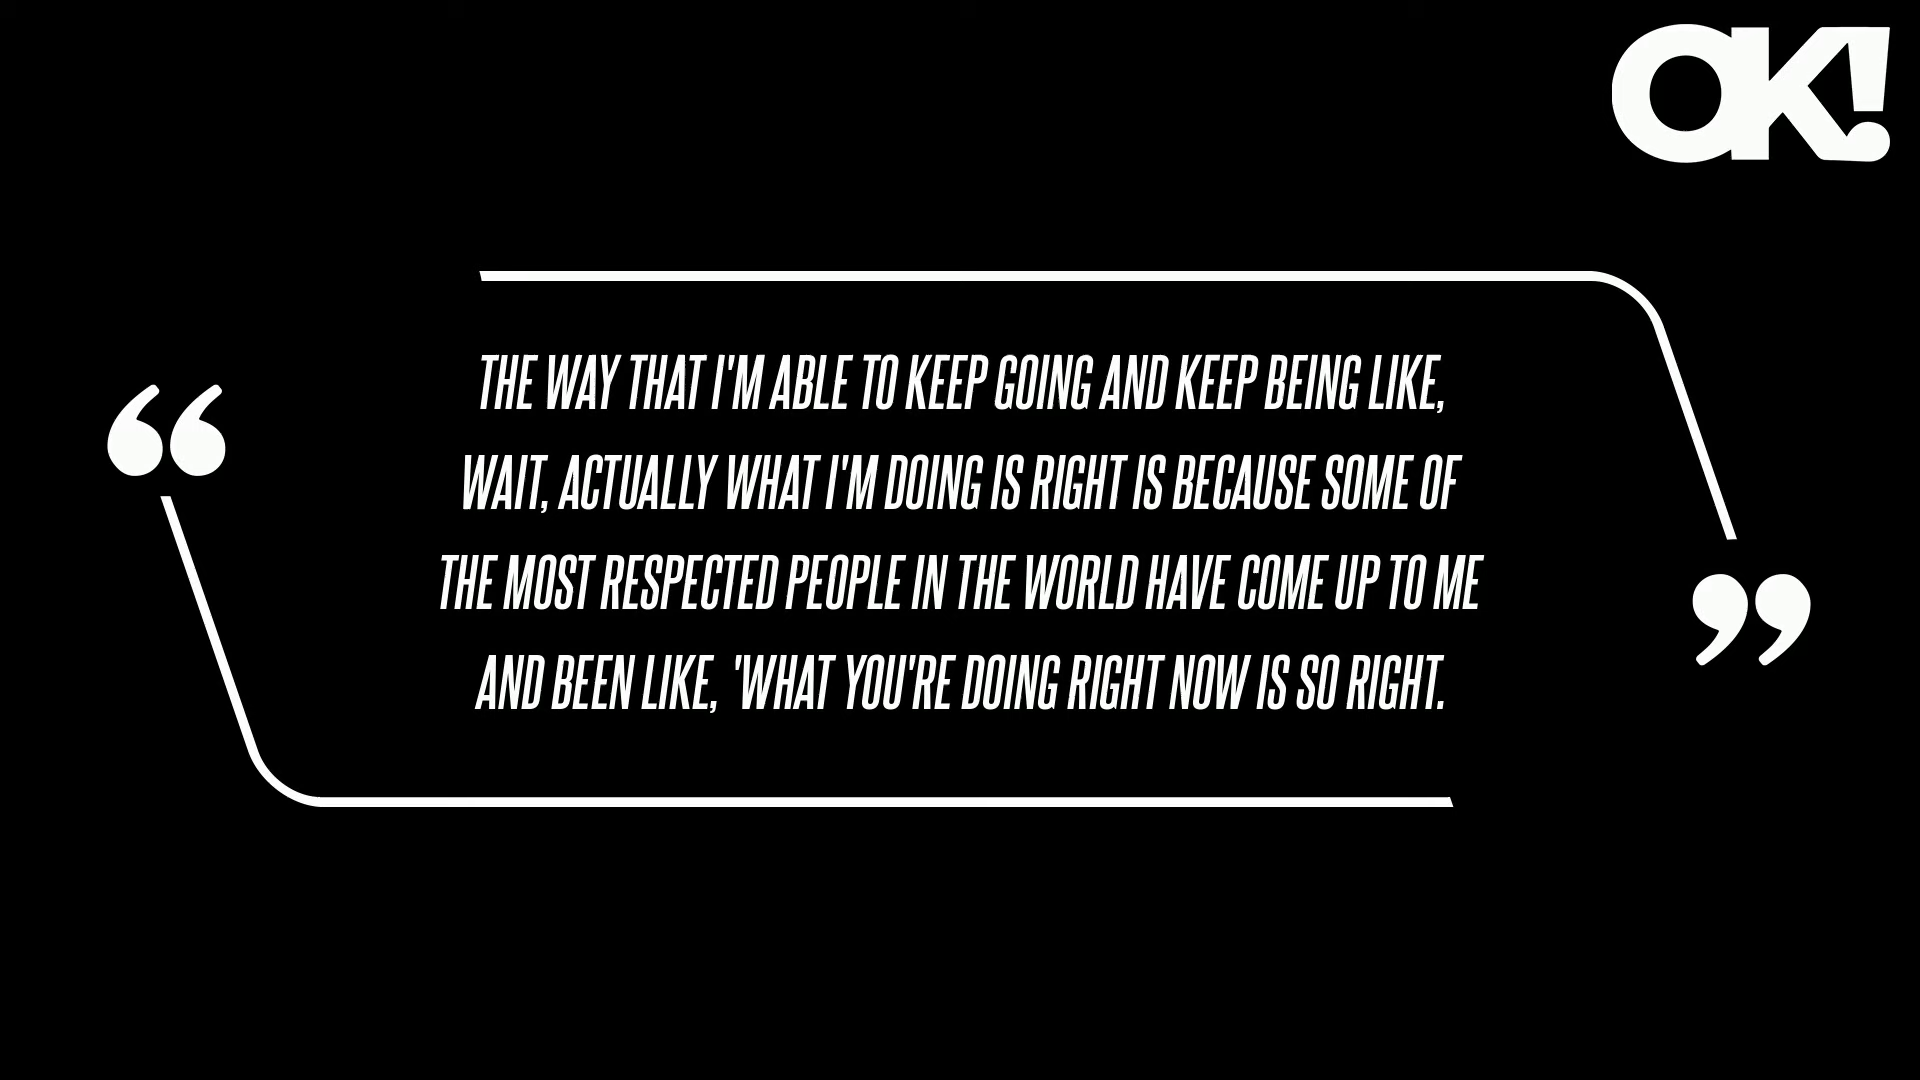 OK!
“
THE WAY THAT I'M ABLE TO KEEP GOING AND KEEP BEING LIKE,
WAIT, ACTUALLY WHAT I'M DOING IS RIGHT IS BECAUSE SOME OF
THE MOST RESPECTED PEOPLE IN THE WORLD HAVE COME UP TO ME
AND BEEN LIKE, 'WHAT YOU'RE DOING RIGHT NOW IS SO RIGHT.
”